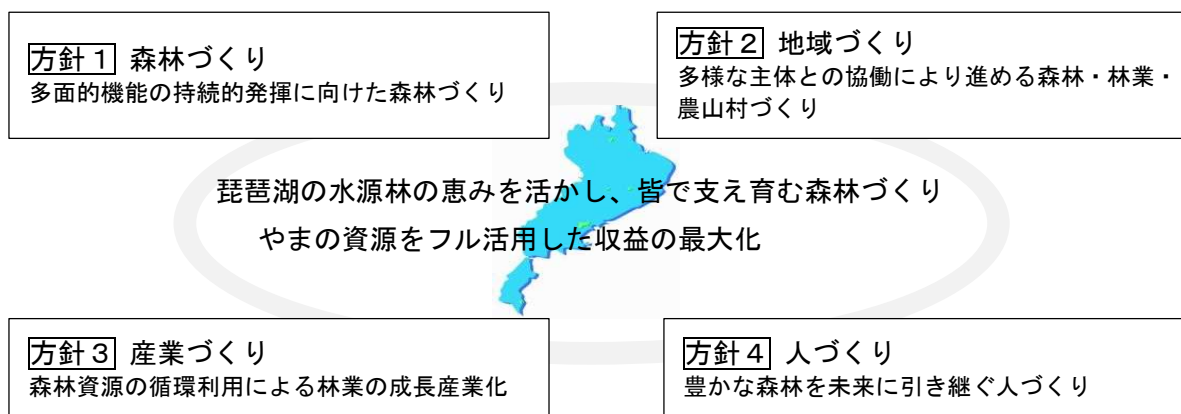 方針１ 森林づくり
多面的機能の持続的発揮に向けた森林づくり
方針２ 地域づくり
多様な主体との協働により進める森林・林業・
農山村づくり
琵琶湖の水源林の恵みを活かし、皆で支え育む森林づくり
やまの資源をフル活用した収益の最大化
方針３ 産業づくり
森林資源の循環利用による林業の成長産業化
方針４ 人づくり
豊かな森林を未来に引き継ぐ人づくり